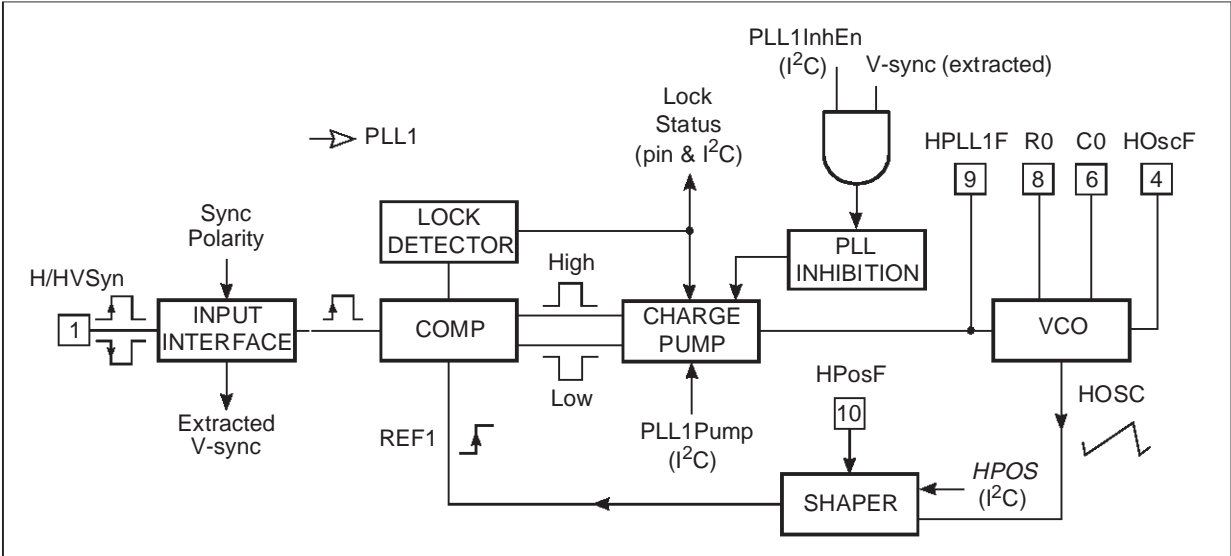 PLL1InhEn
(I²C)
V-sync (extracted)
Lock
Status
(pin & I²C)
PLL1
HPLL1F
R0
C0
HOscF
9
8
6
4
Sync
Polarity
LOCK
DETECTOR
PLL
INHIBITION
H/HVSyn
High
1
INPUT
INTERFACE
COMP
CHARGE
PUMP
VCO
Low
Extracted
V-sync
REF1
PLL1Pump
(I²C)
HPosF
10
HOSC
HPOS
(I²C)
SHAPER